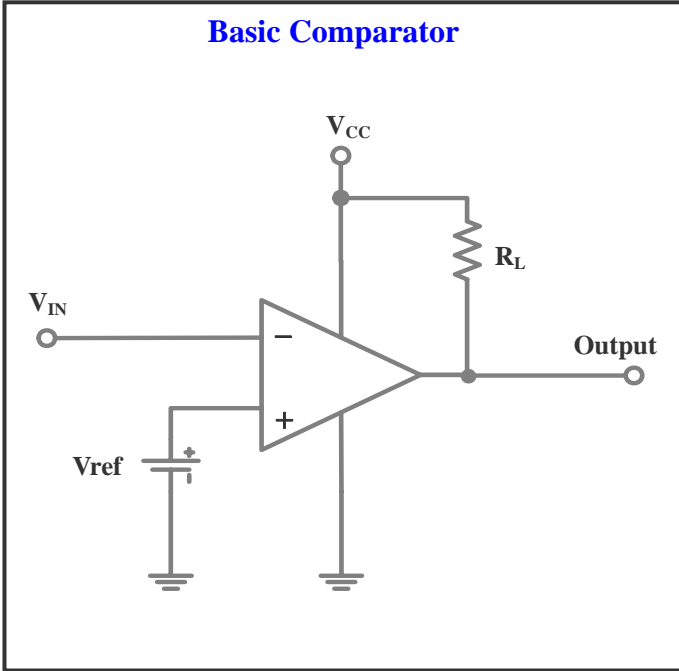 Basic Comparator
VCC
RL
VIN
Output
−
+
Vref
+
-